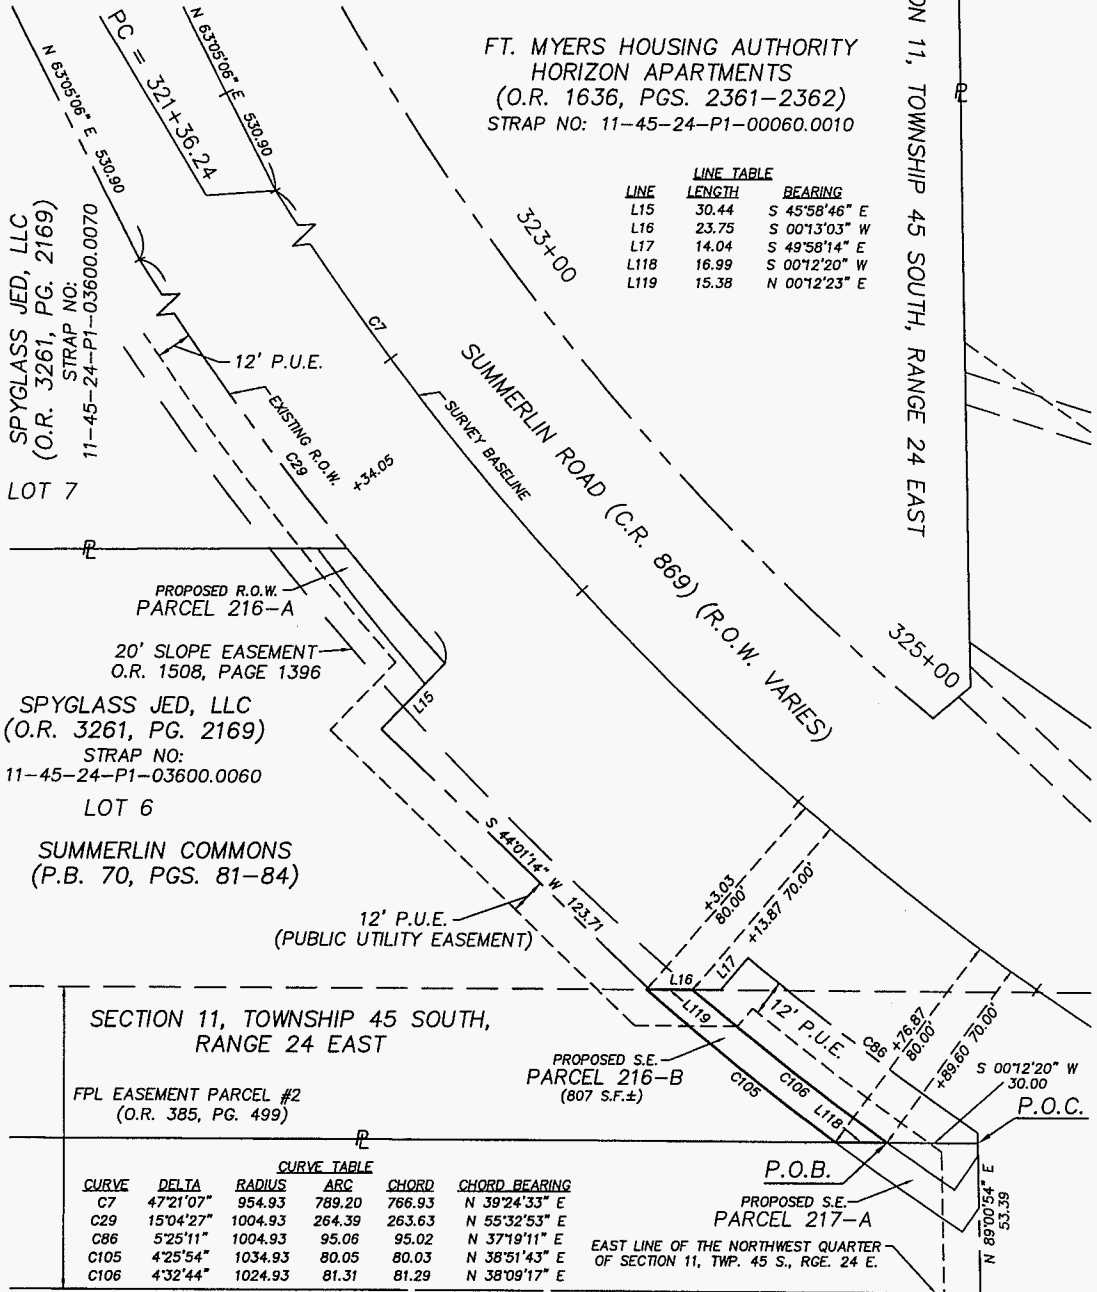 N 63°05'06" E 530.90
PC = 321+36.24
N 63°05'06" E 530.90
FT. MYERS HOUSING AUTHORITY
HORIZON APARTMENTS
(O.R. 1636, PGS. 2361-2362)
STRAP NO: 11-45-24-P1-00060.0010
ON 11, TOWNSHIP 45 SOUTH, RANGE 24 EAST
PL
LINE TABLE
LINE LENGTH BEARING
L15 30.44 S 45°58'46" E
L16 23.75 S 00°13'03" W
L17 14.04 S 49°58'14" E
L118 16.99 S 00°12'20" W
L119 15.38 N 00°12'23" E
SPYGLASS JED, LLC
(O.R. 3261, PG. 2169)
STRAP NO:
11-45-24-P1-03600.0070
LOT 7
12' P.U.E.
EXISTING R.O.W.
C29
+34.05
C7
SURVEY BASELINE
323+00
SUMMERLIN ROAD (C.R. 869) (R.O.W. VARIES)
325+00
PL
PROPOSED R.O.W.
PARCEL 216-A
20' SLOPE EASEMENT
O.R. 1508, PAGE 1396
L15
SPYGLASS JED, LLC
(O.R. 3261, PG. 2169)
STRAP NO:
11-45-24-P1-03600.0060
LOT 6
SUMMERLIN COMMONS
(P.B. 70, PGS. 81-84)
S 44°01'14" W 123.71
12' P.U.E.
(PUBLIC UTILITY EASEMENT)
+3.03
80.00'
+13.87 70.00'
L16
L17
L119
12' P.U.E.
C86
+76.87
80.00'
+89.60 70.00'
SECTION 11, TOWNSHIP 45 SOUTH,
RANGE 24 EAST
PROPOSED S.E.
PARCEL 216-B
(807 S.F.±)
C105
C106
L118
S 00°12'20" W
30.00
P.O.C.
FPL EASEMENT PARCEL #2
(O.R. 385, PG. 499)
PL
P.O.B.
PROPOSED S.E.
PARCEL 217-A
N 89°00'54" E
53.39
EAST LINE OF THE NORTHWEST QUARTER
OF SECTION 11, TWP. 45 S., RGE. 24 E.
CURVE TABLE
CURVE DELTA RADIUS ARC CHORD CHORD BEARING
C7 47°21'07" 954.93 789.20 766.93 N 39°24'33" E
C29 15°04'27" 1004.93 264.39 263.63 N 55°32'53" E
C86 5°25'11" 1004.93 95.06 95.02 N 37°19'11" E
C105 4°25'54" 1034.93 80.05 80.03 N 38°51'43" E
C106 4°32'44" 1024.93 81.31 81.29 N 38°09'17" E